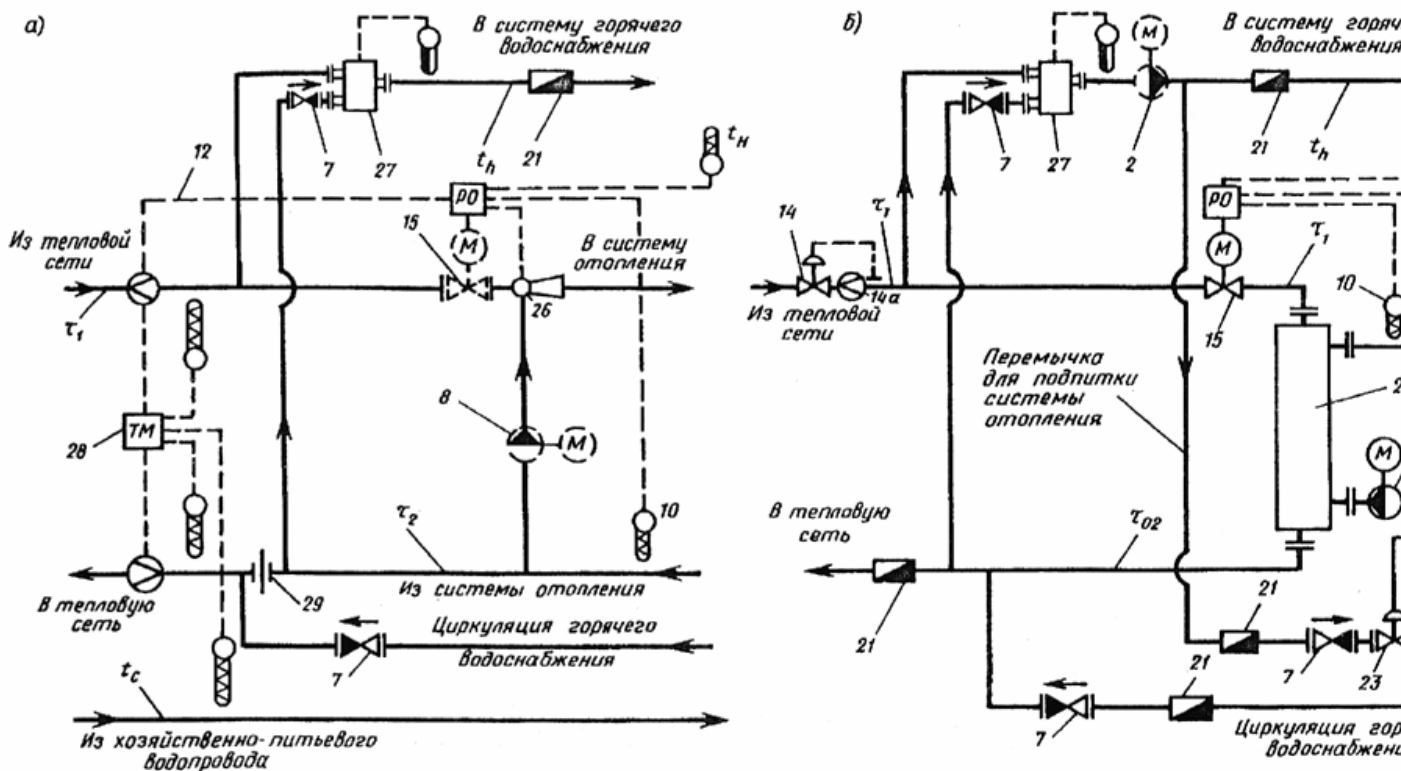 а)
В систему горячего
водоснабжения
7
27
t_h
21
t_н
12
РО
15
М
Из тепловой
сети
τ_1
В систему
отопления
26
8
М
28
ТМ
τ_2
10
В тепловую
сеть
29
Из системы отопления
Циркуляция горячего
водоснабжения
7
t_c
Из хозяйственно-питьевого
водопровода
б)
В систему горяче
водоснабжения
М
7
27
2
21
t_h
14
τ_1
РО
М
τ_1
14а
15
10
Из тепловой
сети
Перемычка
для подпитки
системы
отопления
2
М
В тепловую
сеть
τ_02
21
21
7
23
21
7
Циркуляция гор
водоснабжени